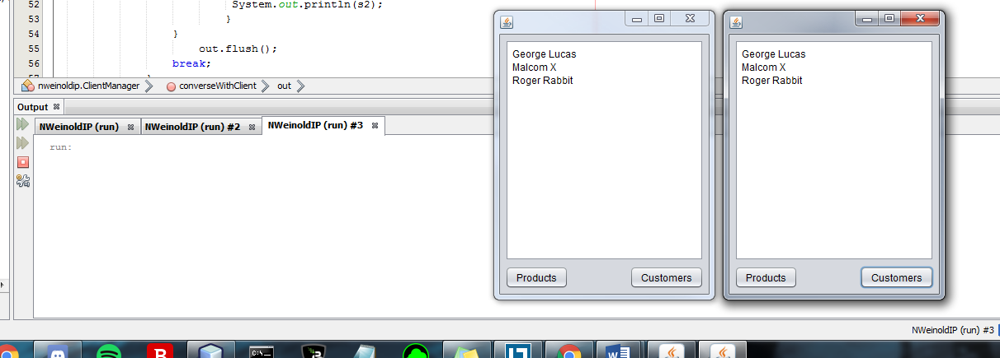 52 System.out.println(s2);
53 }
54 }
55 out.flush();
56 break;
nweinoldip.ClientManager converseWithClient out
Output
NWeinoldIP (run) NWeinoldIP (run) #2 NWeinoldIP (run) #3
run:
George Lucas
Malcom X
Roger Rabbit
Products Customers
George Lucas
Malcom X
Roger Rabbit
Products Customers
NWeinoldIP (run) #3